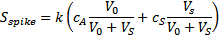 S_spike = k ( c_A V_0 / (V_0 + V_S) + c_S V_s / (V_0 + V_S) )